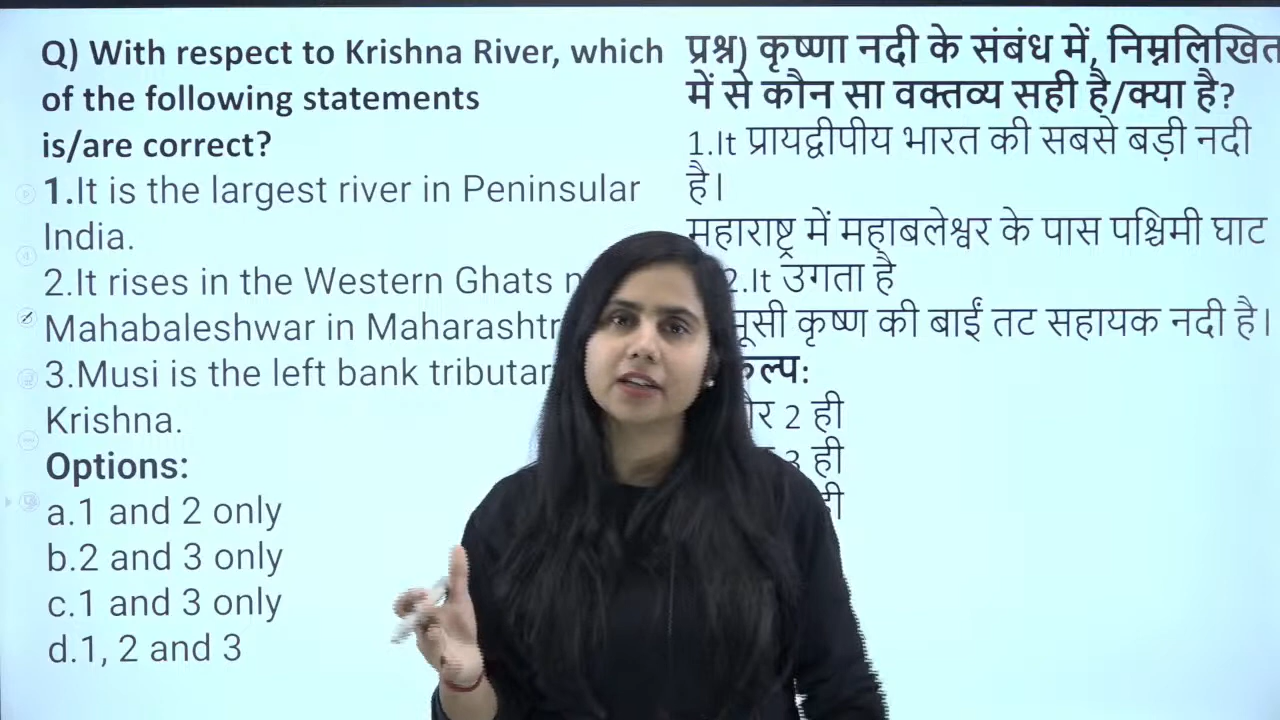 Q) With respect to Krishna River, which
of the following statements
is/are correct?
1.It is the largest river in Peninsular
India.
2.It rises in the Western Ghats
Mahabaleshwar in
3.Musi is the left bank
Krishna.
Options:
a.1 and 2 only
b.2 and 3 only
c.1 and 3 only
d.1, 2 and 3
प्रश्न) कृष्णा नदी के संबंध में, निम्नलिखित
में से कौन सा वक्तव्य सही है/क्या है?
1.It प्रायद्वीपीय भारत की सबसे बड़ी नदी
है।
महाराष्ट्र में महाबलेश्वर के पास पश्चिमी घाट
2.It उगता है
मूसी कृष्ण की बाईं तट सहायक नदी है।
2 ही
3 ही
ही